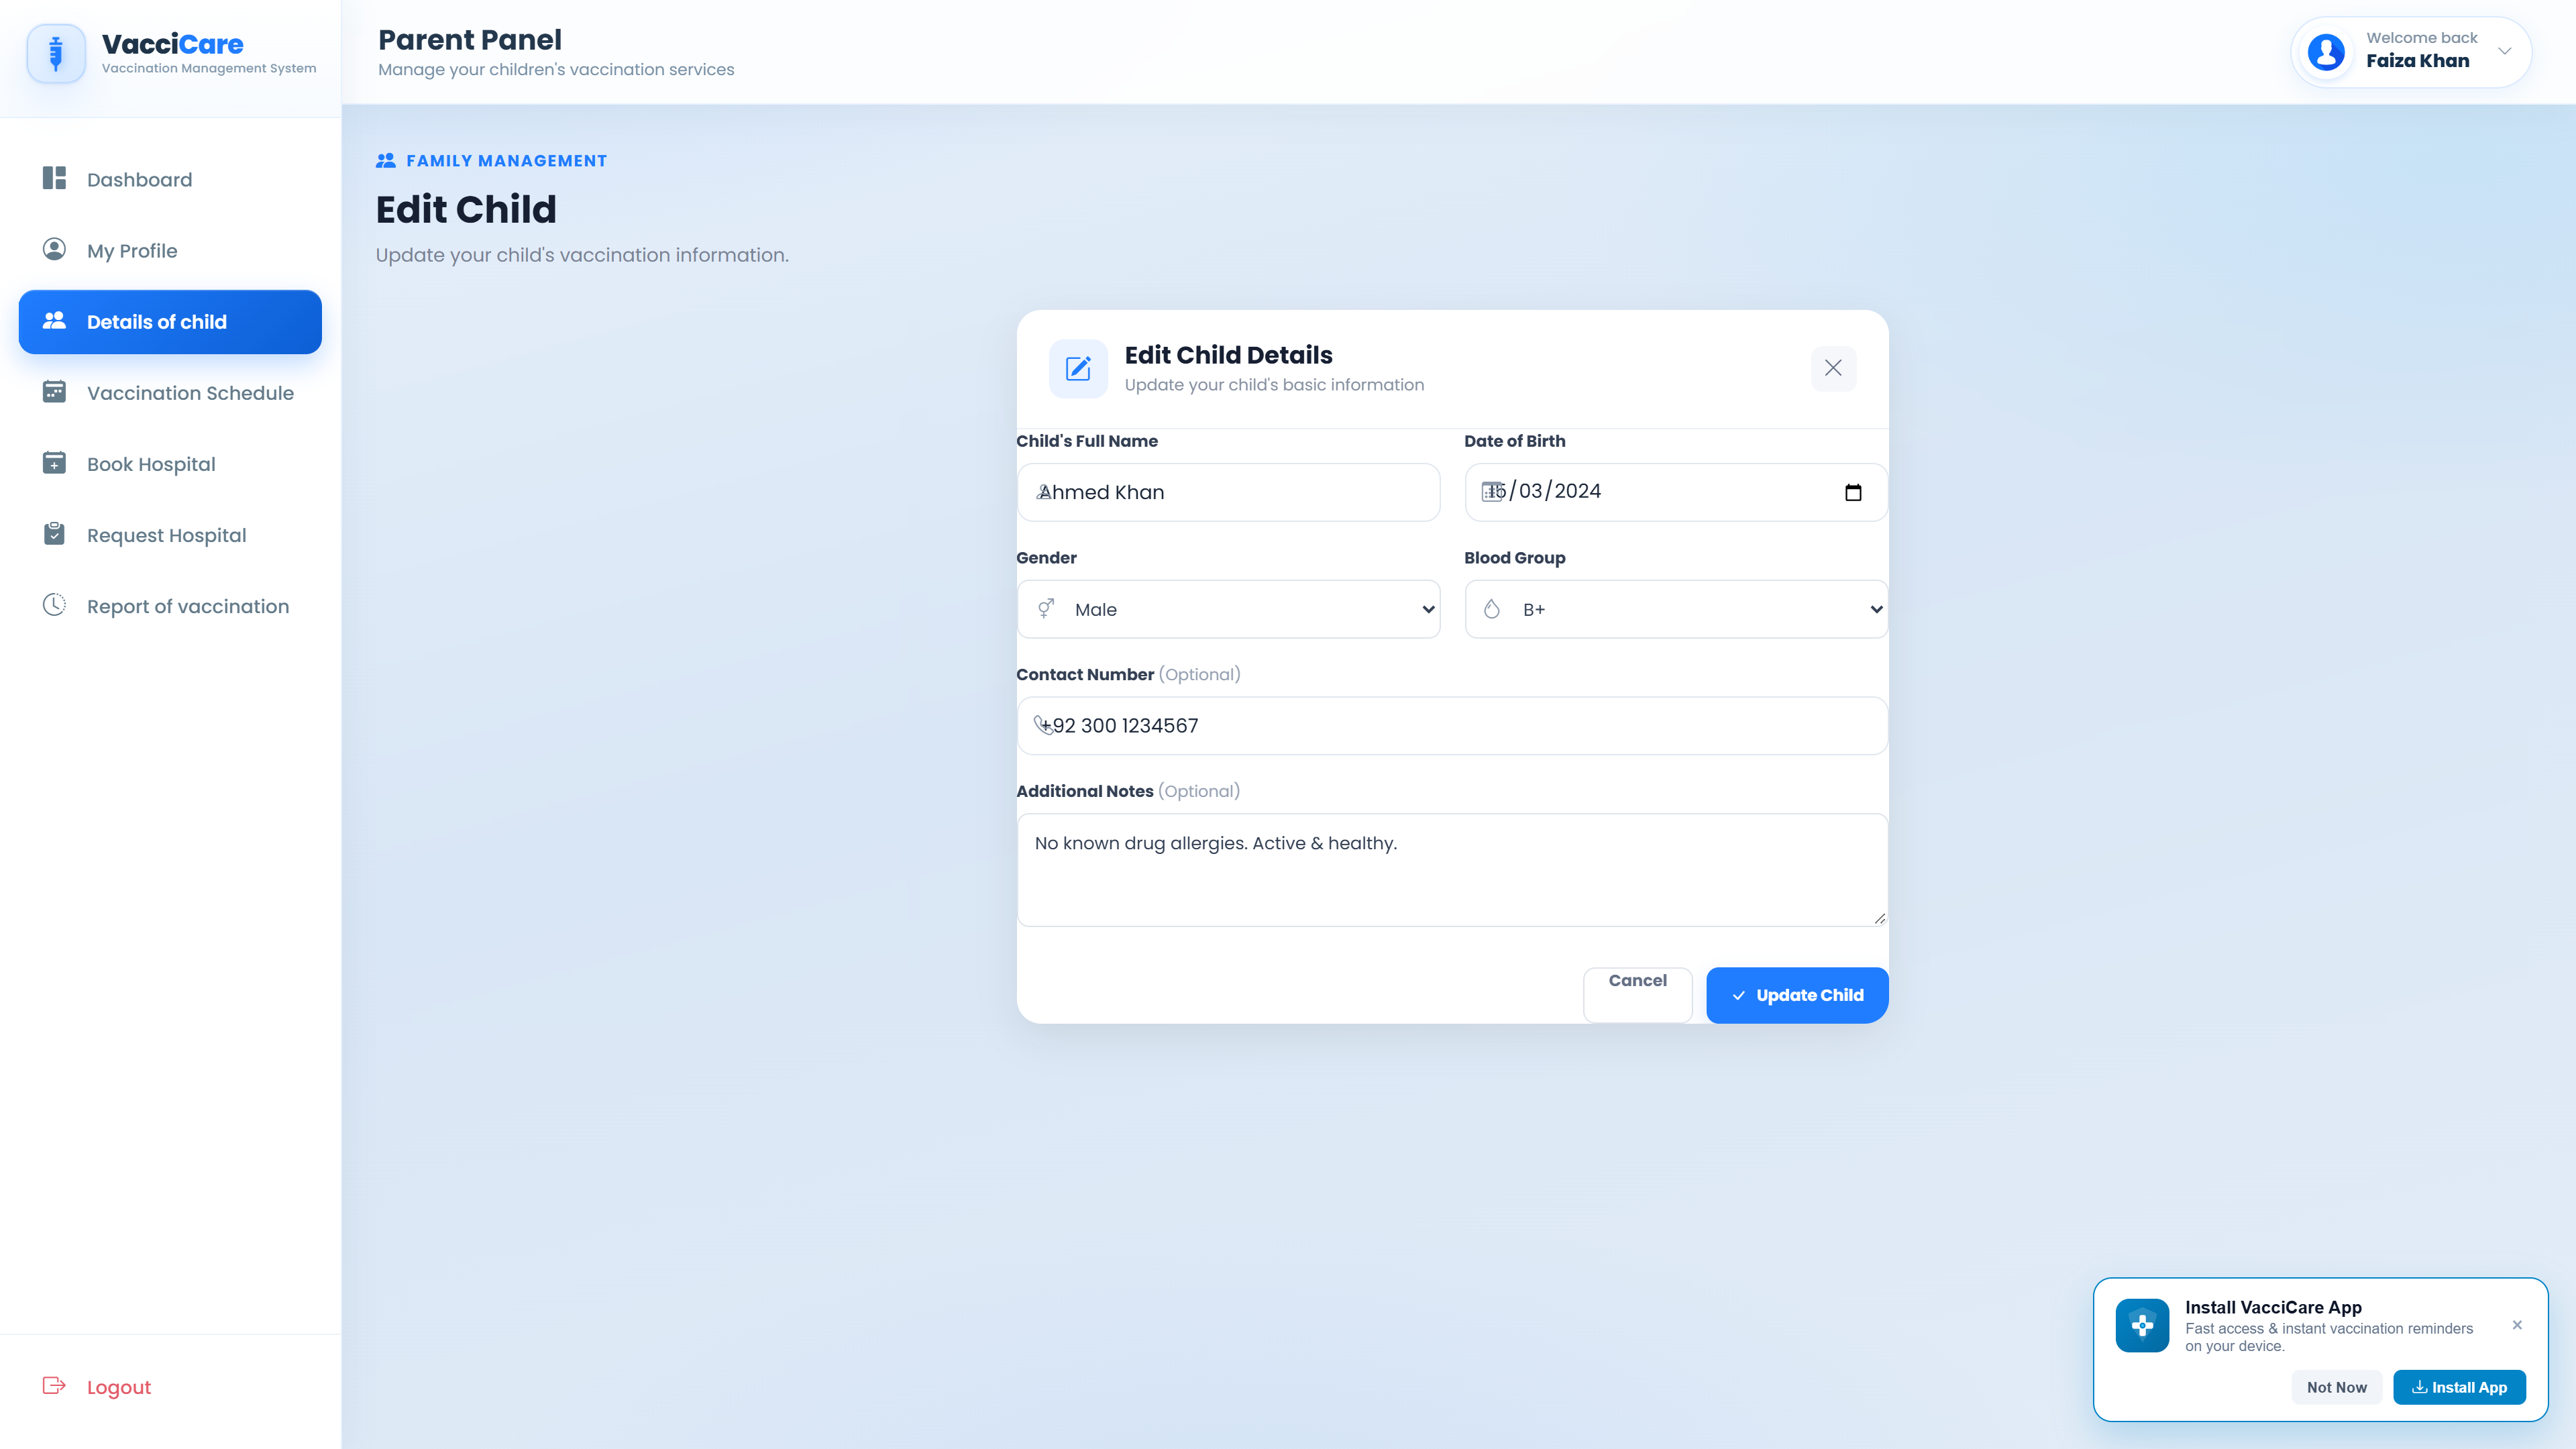 VacciCare
Vaccination Management System
Parent Panel
Manage your children's vaccination services
Welcome back
Faiza Khan
Dashboard
My Profile
Details of child
Vaccination Schedule
Book Hospital
Request Hospital
Report of vaccination
Logout
FAMILY MANAGEMENT
Edit Child
Update your child's vaccination information.
Edit Child Details
Update your child's basic information
Child's Full Name
Ahmed Khan
Date of Birth
/03/2024
Gender
Male
Blood Group
B+
Contact Number (Optional)
+92 300 1234567
Additional Notes (Optional)
No known drug allergies. Active & healthy.
Cancel
Update Child
Install VacciCare App
Fast access & instant vaccination reminders
on your device.
Not Now
Install App